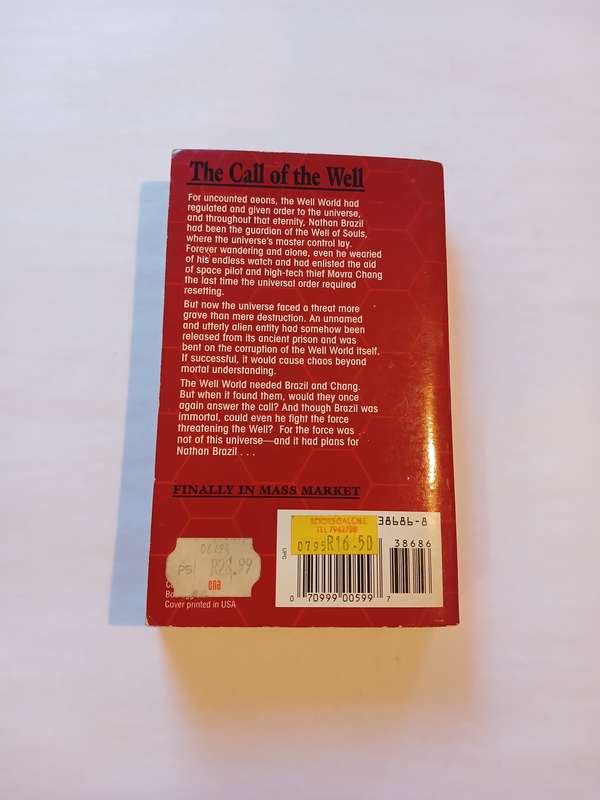 The Call of the Well
For uncounted aeons, the Well World had
regulated and given order to the universe,
and throughout that eternity, Nathan Brazil
had been the guardian of the Well of Souls,
where the universe's master control lay.
Forever wandering and alone, even he wearied
of his endless watch and had enlisted the aid
of space pilot and high-tech thief Mavra Chang
the last time the universal order required
resetting.
But now the universe faced a threat more
grave than mere destruction. An unnamed
and utterly alien entity had somehow been
released from its ancient prison and was
bent on the corruption of the Well World itself.
If successful, it would cause chaos beyond
mortal understanding.
The Well World needed Brazil and Chang.
But when it found them, would they once
again answer the call? And though Brazil was
immortal, could even he fight the force
threatening the Well? For the force was
not of this universe—and it had plans for
Nathan Brazil . . .
FINALLY IN MASS MARKET
BOOKS GALORE
38686-8
0795 R16.50
38686
UPC
PS
cna
0 70999 00599 7
Cover printed in USA